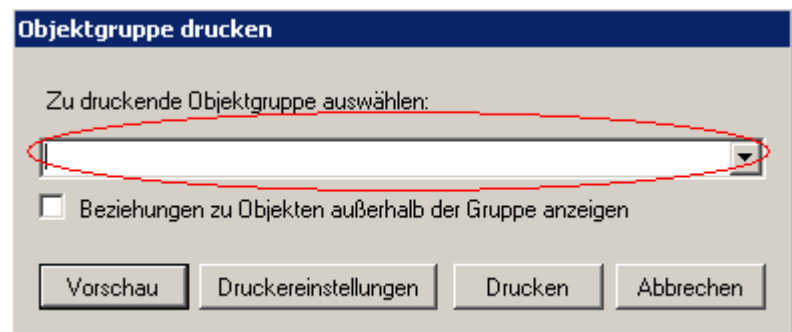 Objektgruppe drucken
Zu druckende Objektgruppe auswählen:
Beziehungen zu Objekten außerhalb der Gruppe anzeigen
Vorschau Druckereinstellungen Drucken Abbrechen